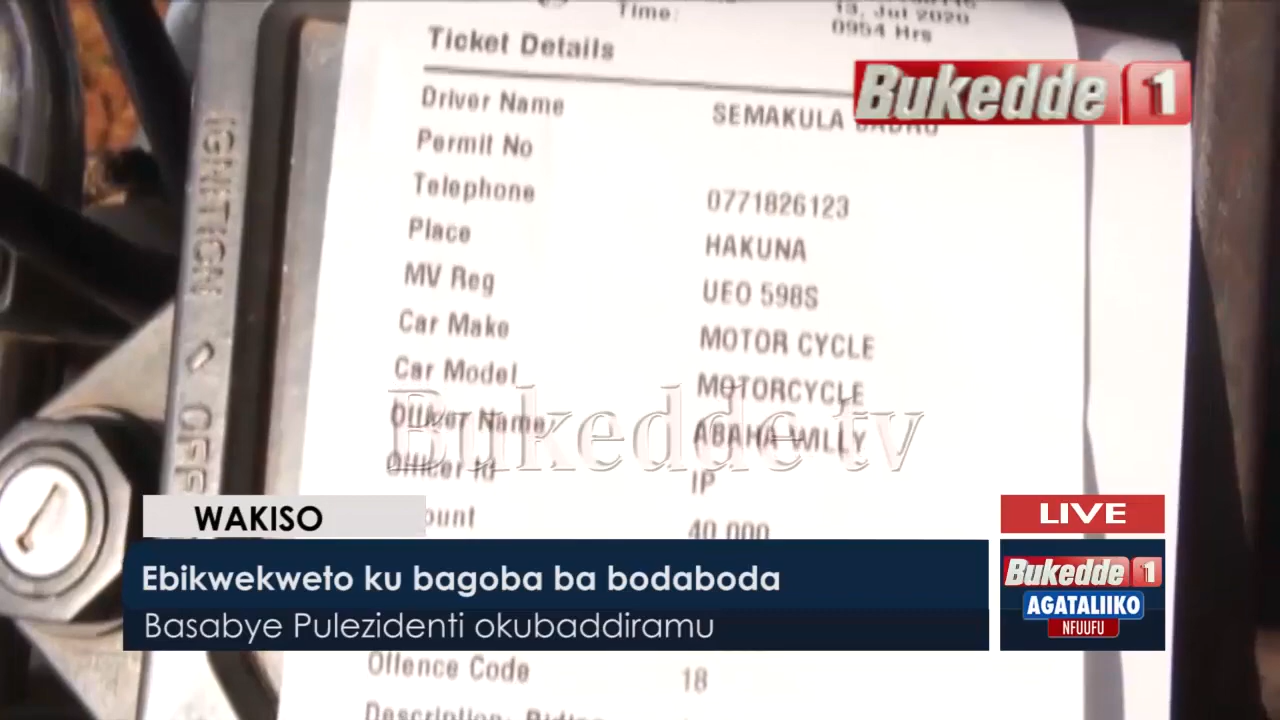 Time:
13, Jul 2020
0954 Hrs
Ticket Details
Bukedde 1
Driver Name SEMAKULA
Permit No
Telephone 0771826123
Place HAKUNA
MV Reg UEO 598S
Car Make MOTOR CYCLE
Car Model MOTORCYCLE
Officer Name ABAHA WILLY
Officer Id IP
40,000
Bukedde tv
IGNITION
OFF
WAKISO
LIVE
Ebikwekweto ku bagoba ba bodaboda
Basabye Pulezidenti okubaddiramu
Bukedde 1
AGATALIIKO
NFUUFU
Offence Code 18
Description: